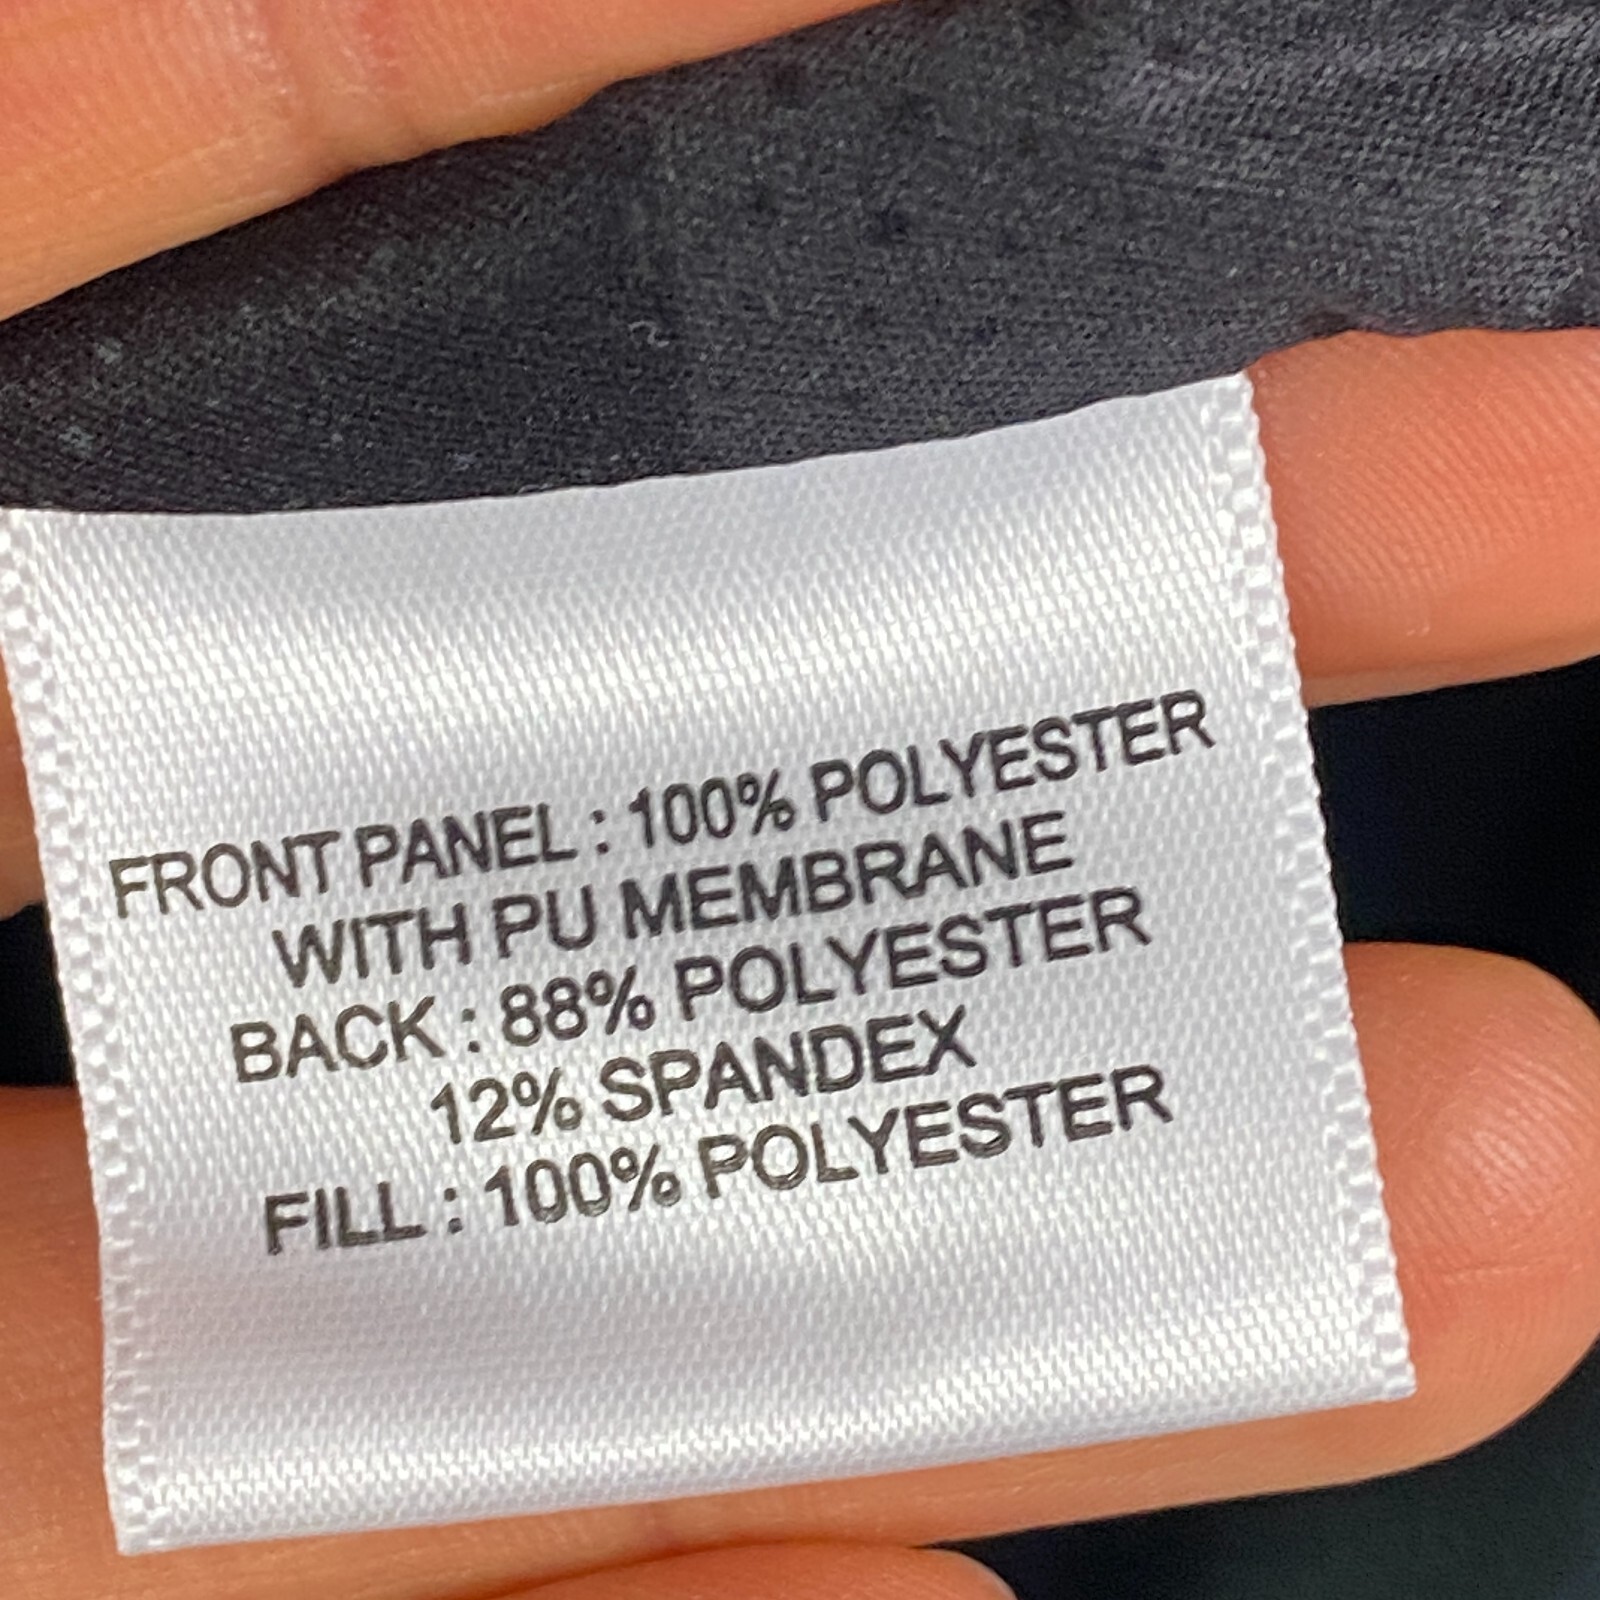 FRONT PANEL : 100% POLYESTER
WITH PU MEMBRANE
BACK : 88% POLYESTER
12% SPANDEX
FILL : 100% POLYESTER